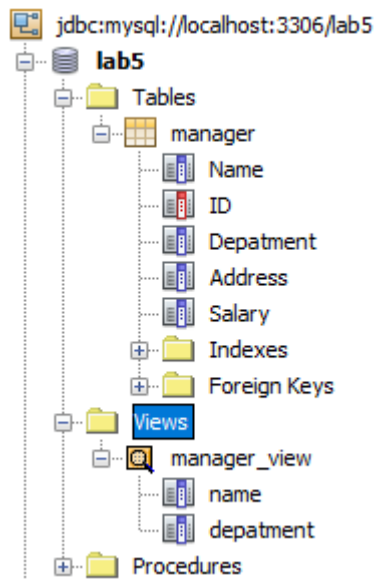 jdbc:mysql://localhost:3306/lab5
lab5
Tables
manager
Name
ID
Depatment
Address
Salary
Indexes
Foreign Keys
Views
manager_view
name
depatment
Procedures